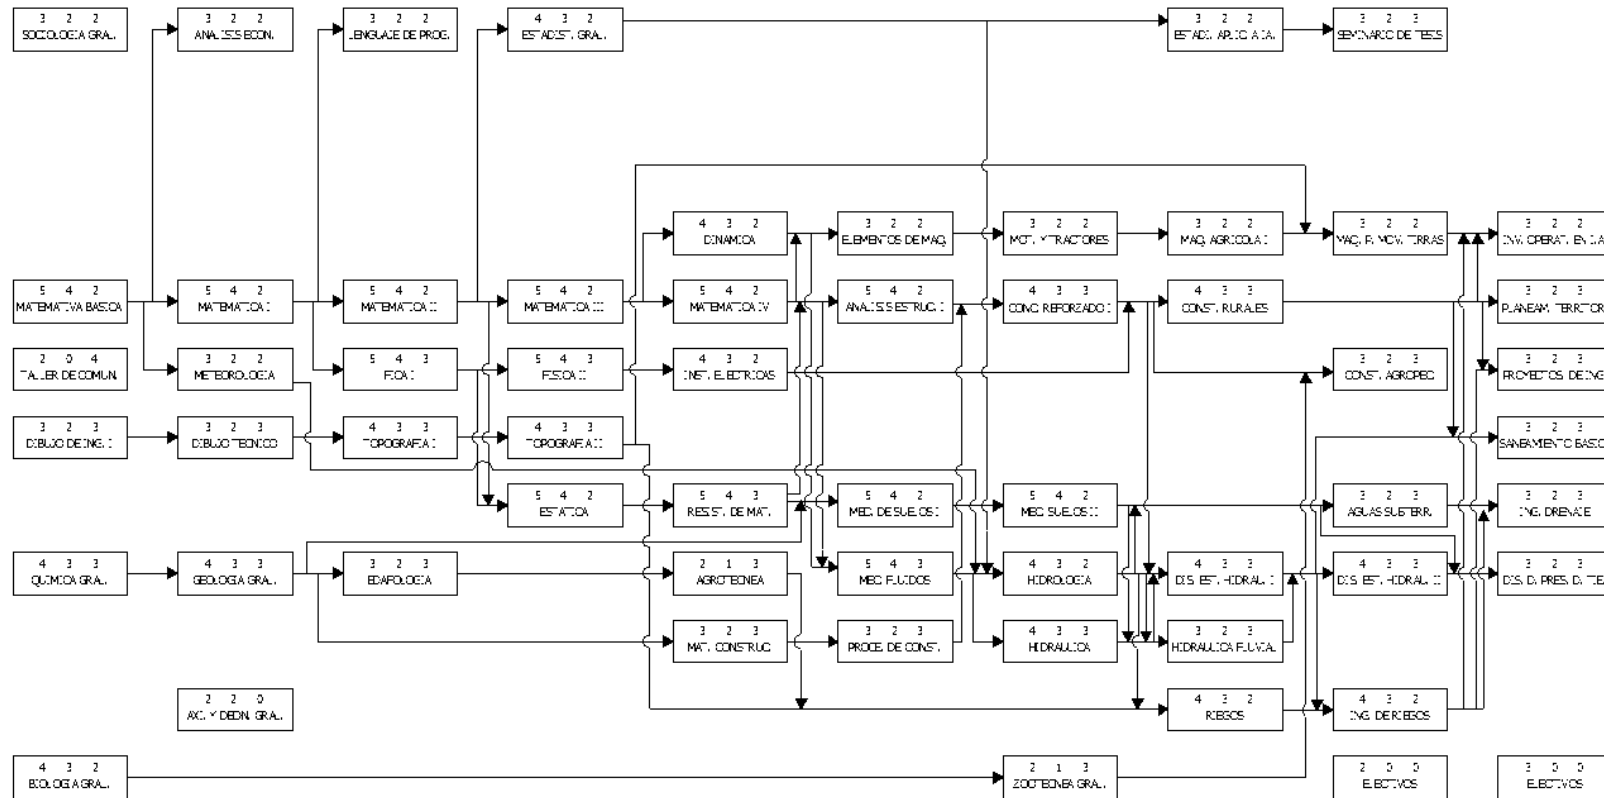 3 2 2
SOCIOLOGIA GRAL.
3 2 2
ANALISIS ECON.
3 2 2
LENGUAJE DE PROG.
4 3 2
ESTADIST. GRAL.
3 2 2
ESTAD. APLIC A IA.
3 2 3
SEMINARIO DE TESIS
4 3 2
DINAMICA
3 2 2
ELEMENTOS DE MAQ.
3 2 2
MOT. Y TRACTORES
3 2 2
MAQ. AGRICOLA I
3 2 2
MAQ. P. MOV. TIRRAS
3 2 2
INV. OPERAT. EN I.A
5 4 2
MATEMATIVA BASICA
5 4 2
MATEMATICA I
5 4 2
MATEMATICA II
5 4 2
MATEMATICA III
5 4 2
MATEMATICA IV
5 4 2
ANALISIS ESTRUC. I
4 3 3
CONC. REFORZADO I
4 3 3
CONST. RURALES
3 2 3
PLANEAM. TERRITOR
2 0 4
TALLER DE COMUN.
3 2 2
METEOROLOGIA
5 4 3
FICA I
5 4 3
FISICA II
4 3 2
INST. ELECTRICAS
3 2 3
CONST. AGROPEC.
3 2 3
PROYECTOS. DE ING
3 2 3
DIBUJO DE ING. I
3 2 3
DIBUJO TECNICO
4 3 3
TOPOGRAFIA I
4 3 3
TOPOGRAFIA II
3 2 3
SANEAMIENTO BASIC
5 4 2
ESTATICA
5 4 3
RESIST. DE MAT.
5 4 2
MEC. DE SUELOS I
5 4 2
MEC. SUELOS II
3 2 3
AGUAS SUBTERR.
3 2 3
ING. DRENAJE
4 3 3
QUIMICA GRAL.
4 3 3
GEOLOGIA GRAL.
3 2 2
EDAFOLOGIA
2 1 3
AGROTECNEA
5 4 3
MEC. FLUIDOS
4 3 2
HIDROLOGIA
4 3 3
DIS. EST. HIDRAU. I
4 3 3
DIS. EST. HIDRAU. II
3 2 3
DIS. D. PRES. D. TIE
3 2 3
MAT. CONSTRUC
3 2 3
PROCE. DE CONST.
4 3 3
HIDRAULICA
3 2 3
HIDRAULICA FLUVIAL
2 2 0
AXI. Y DEON. GRAL.
4 3 2
RIEGOS
4 3 2
ING. DE RIEGOS
4 3 2
BIOLOGIA GRAL.
2 1 3
ZOOTECNEA GRAL.
2 0 0
ELECTIVOS
3 0 0
ELECTIVOS